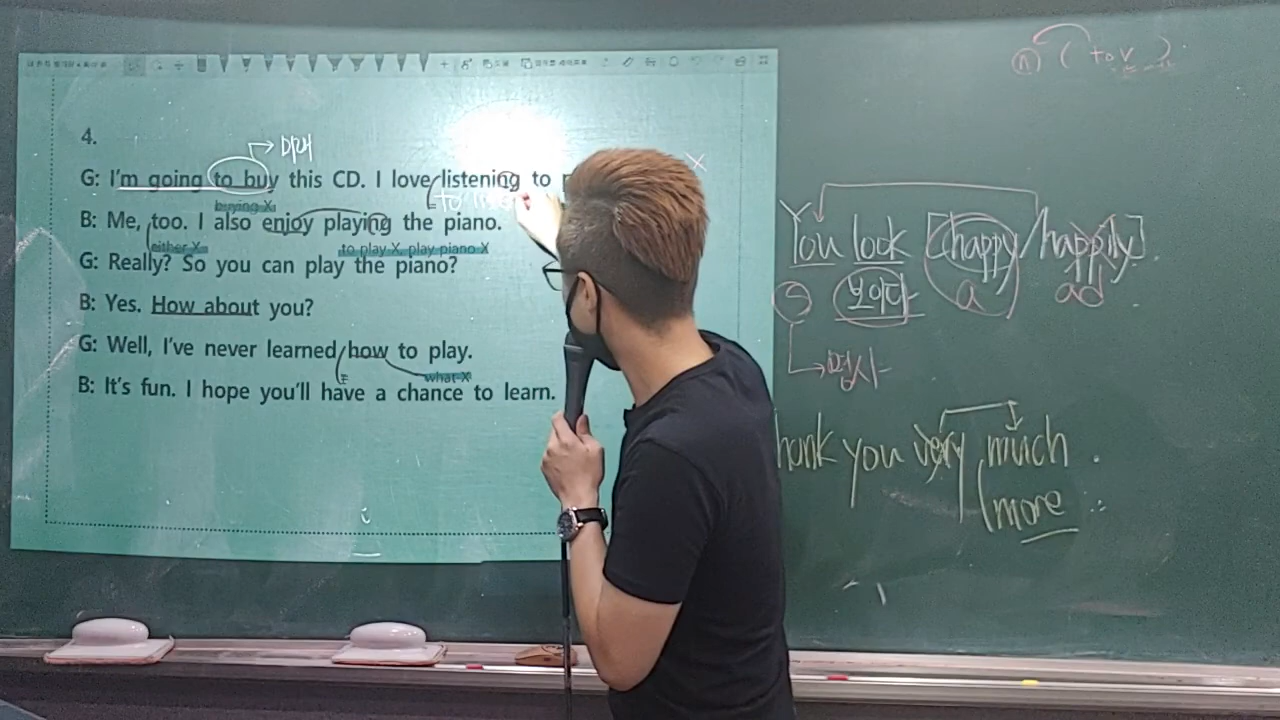 4.
미래
G: I'm going to buy this CD. I love listening to
buying X
B: Me, too. I also enjoy playing the piano.
either X to play X, play piano X
G: Really? So you can play the piano?
B: Yes. How about you?
G: Well, I've never learned how to play.
what X
B: It's fun. I hope you'll have a chance to learn.
X
n ( to v )
You look [happy / happily].
S 보이다 a ad
명사
hank you very much.
(more